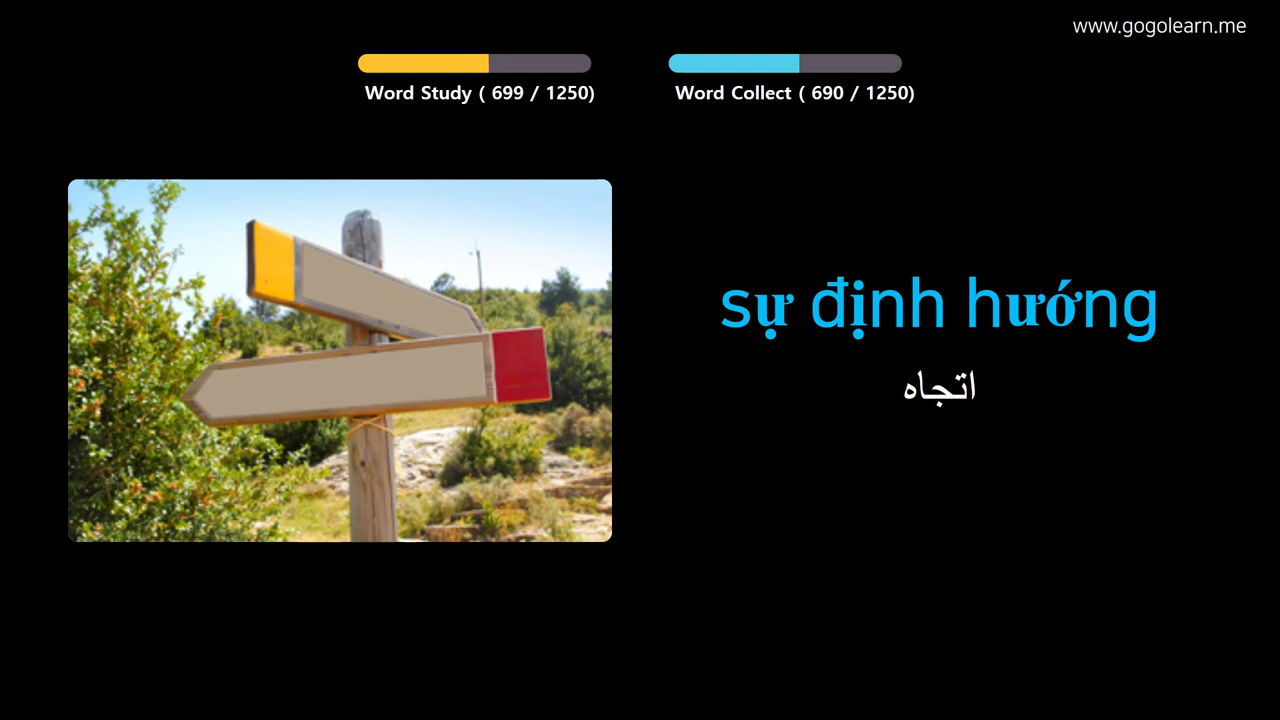 www.gogolearn.me
Word Study ( 699 / 1250)
Word Collect ( 690 / 1250)
sự định hướng
اتجاه